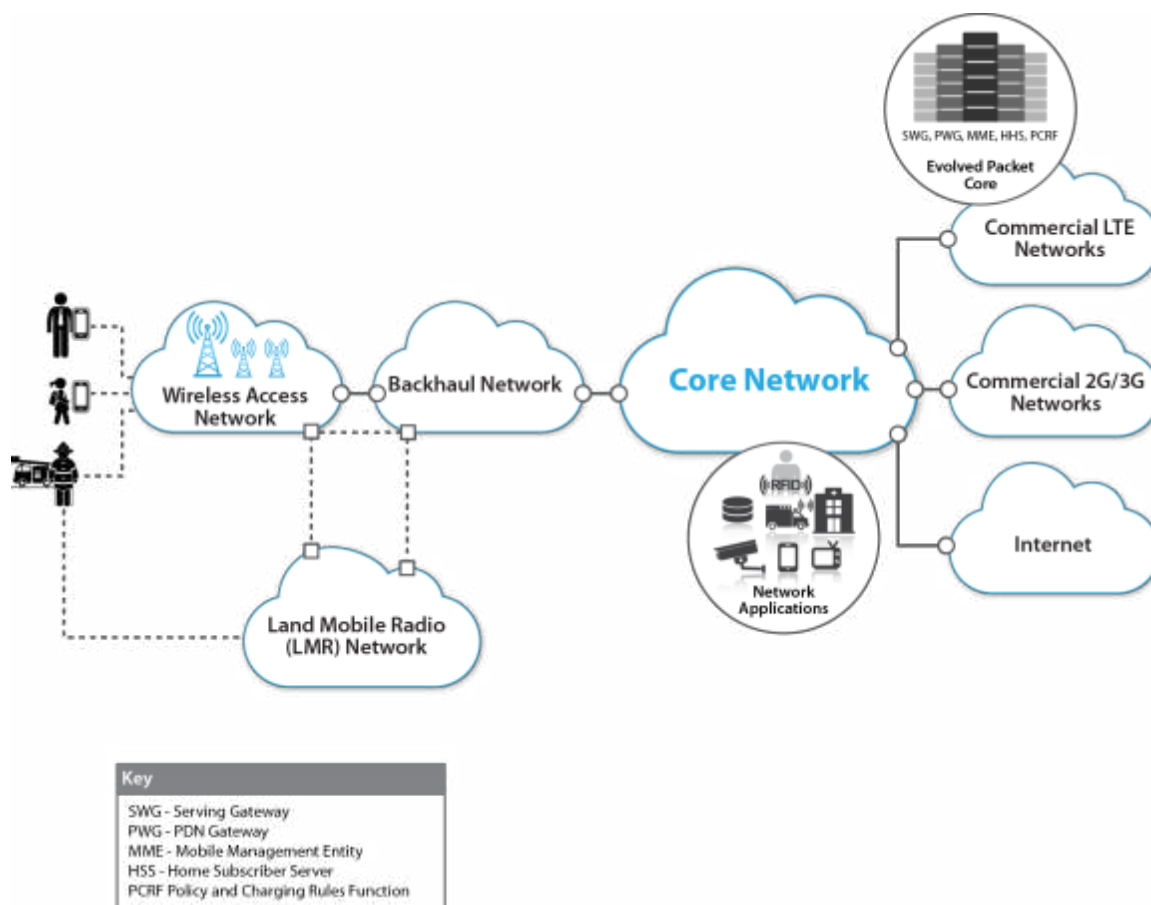 SWG, PWG, MME, HHS, PCRF
Evolved Packet
Core
Commercial LTE
Networks
Wireless Access
Network
Backhaul Network
Core Network
Commercial 2G/3G
Networks
RFID
Network
Applications
Internet
Land Mobile Radio
(LMR) Network
Key
SWG - Serving Gateway
PWG - PDN Gateway
MME - Mobile Management Entity
HSS - Home Subscriber Server
PCRF Policy and Charging Rules Function